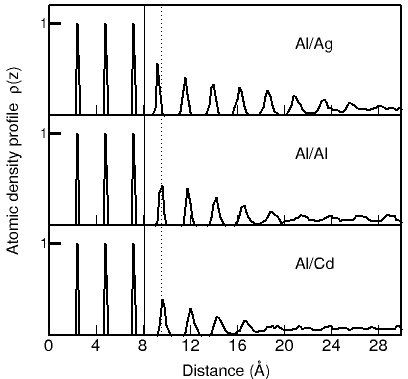 Atomic density profile ρ(z)
1
Al/Ag
1
Al/Al
1
Al/Cd
0 4 8 12 16 20 24 28
Distance (Å)